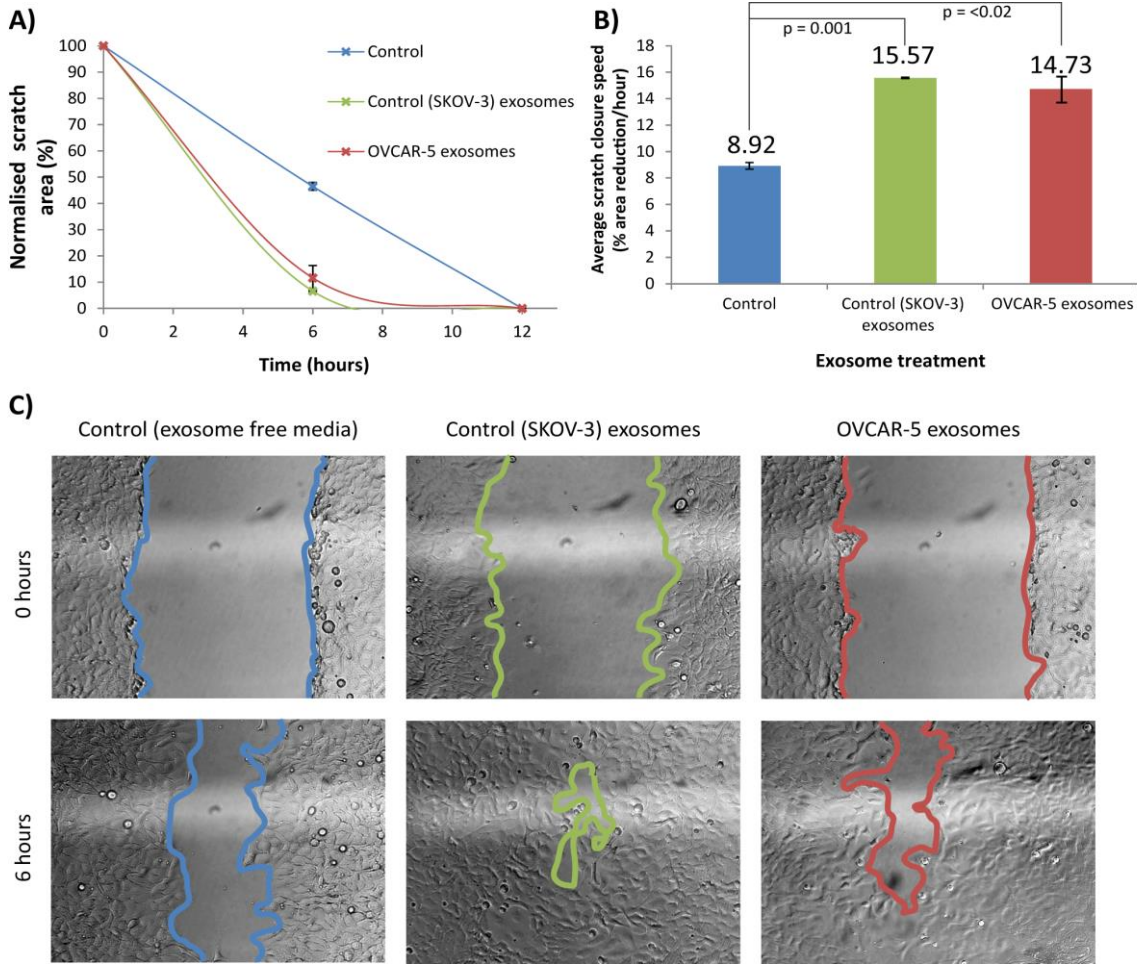 A)
Normalised scratch
area (%)
100
90
80
70
60
50
40
30
20
10
0
0 2 4 6 8 10 12
Time (hours)
Control
Control (SKOV-3) exosomes
OVCAR-5 exosomes
B)
p = <0.02
p = 0.001
Average scratch closure speed
(% area reduction/hour)
18
16
14
12
10
8
6
4
2
0
8.92
15.57
14.73
Control
Control (SKOV-3)
exosomes
OVCAR-5 exosomes
Exosome treatment
C)
Control (exosome free media)
Control (SKOV-3) exosomes
OVCAR-5 exosomes
0 hours
6 hours